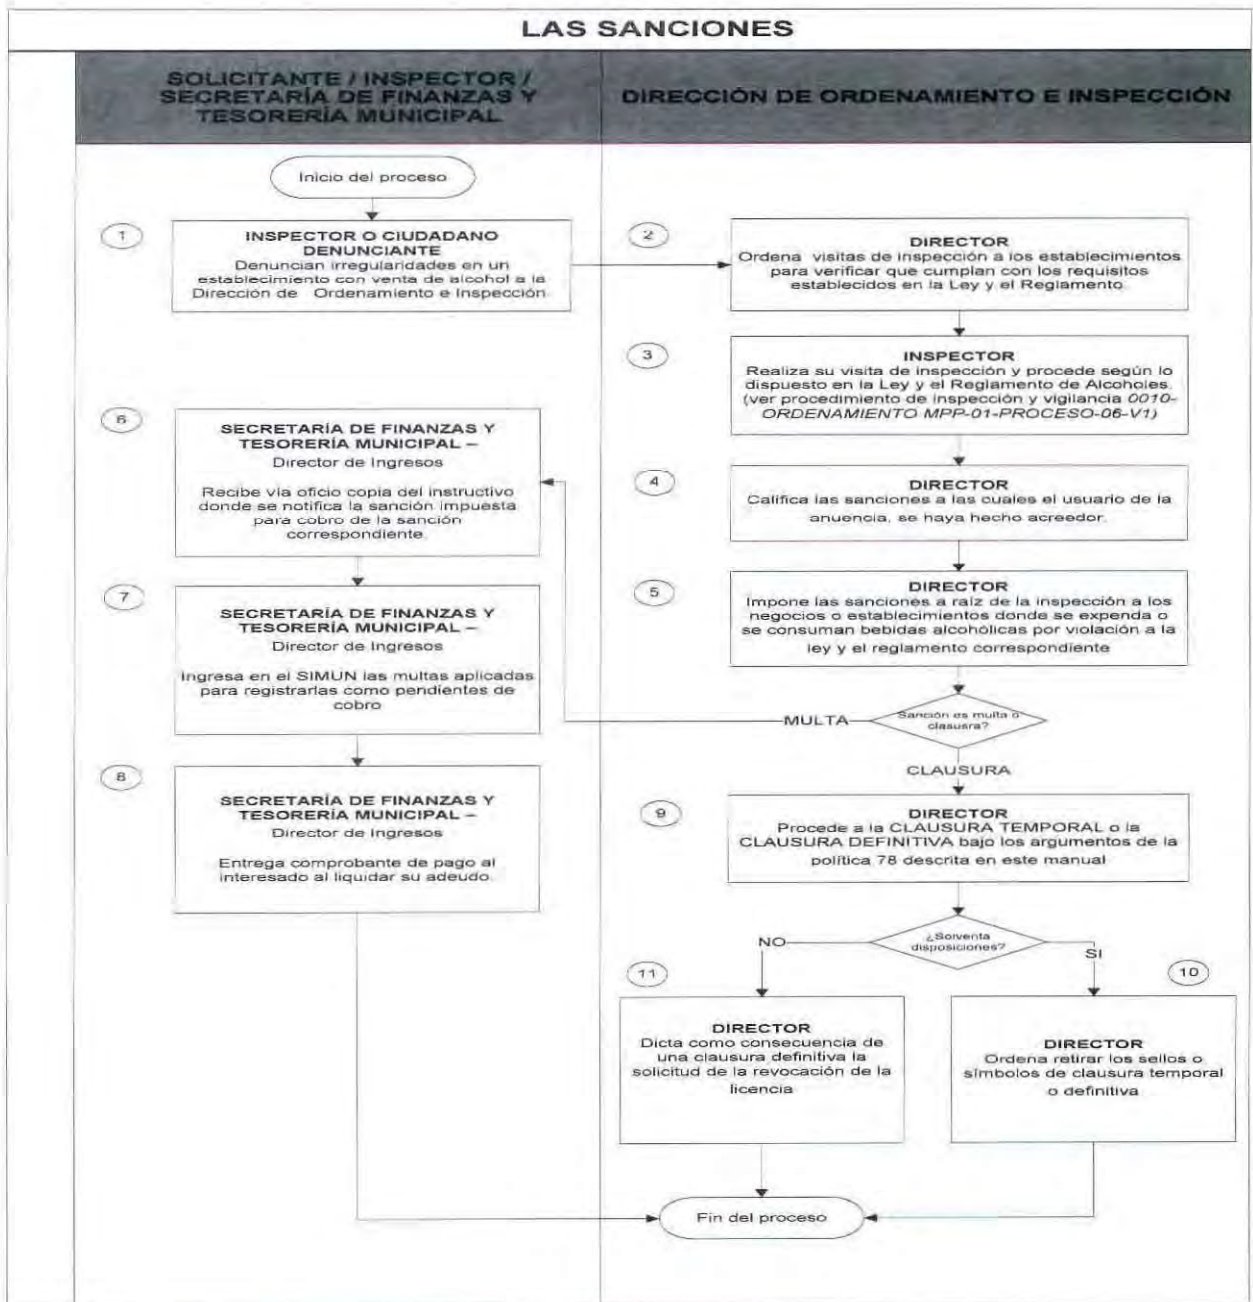 LAS SANCIONES
SOLICITANTE / INSPECTOR /
SECRETARÍA DE FINANZAS Y
TESORERÍA MUNICIPAL
DIRECCIÓN DE ORDENAMIENTO E INSPECCIÓN
Inicio del proceso
1
INSPECTOR O CIUDADANO
DENUNCIANTE
Denuncian irregularidades en un
establecimiento con venta de alcohol a la
Dirección de Ordenamiento e Inspección
2
DIRECTOR
Ordena visitas de inspección a los establecimientos
para verificar que cumplan con los requisitos
establecidos en la Ley y el Reglamento
3
INSPECTOR
Realiza su visita de inspección y procede según lo
dispuesto en la Ley y el Reglamento de Alcoholes.
(ver procedimiento de inspección y vigilancia 0010-
ORDENAMIENTO MPP-01-PROCESO-06-V1)
4
DIRECTOR
Califica las sanciones a las cuales el usuario de la
anuencia, se haya hecho acreedor.
5
DIRECTOR
Impone las sanciones a raíz de la inspección a los
negocios o establecimientos donde se expenda o
se consuman bebidas alcohólicas por violación a la
ley y el reglamento correspondiente
Sanción es multa o
clausura?
MULTA
CLAUSURA
6
SECRETARÍA DE FINANZAS Y
TESORERÍA MUNICIPAL –
Director de Ingresos
Recibe vía oficio copia del instructivo
donde se notifica la sanción impuesta
para cobro de la sanción
correspondiente.
7
SECRETARÍA DE FINANZAS Y
TESORERÍA MUNICIPAL –
Director de Ingresos
Ingresa en el SIMUN las multas aplicadas
para registrarlas como pendientes de
cobro
8
SECRETARÍA DE FINANZAS Y
TESORERÍA MUNICIPAL –
Director de Ingresos
Entrega comprobante de pago al
interesado al liquidar su adeudo.
9
DIRECTOR
Procede a la CLAUSURA TEMPORAL o la
CLAUSURA DEFINITIVA bajo los argumentos de la
política 78 descrita en este manual
¿Solventa
disposiciones?
NO
SI
11
DIRECTOR
Dicta como consecuencia de
una clausura definitiva la
solicitud de la revocación de la
licencia
10
DIRECTOR
Ordena retirar los sellos o
símbolos de clausura temporal
o definitiva
Fin del proceso